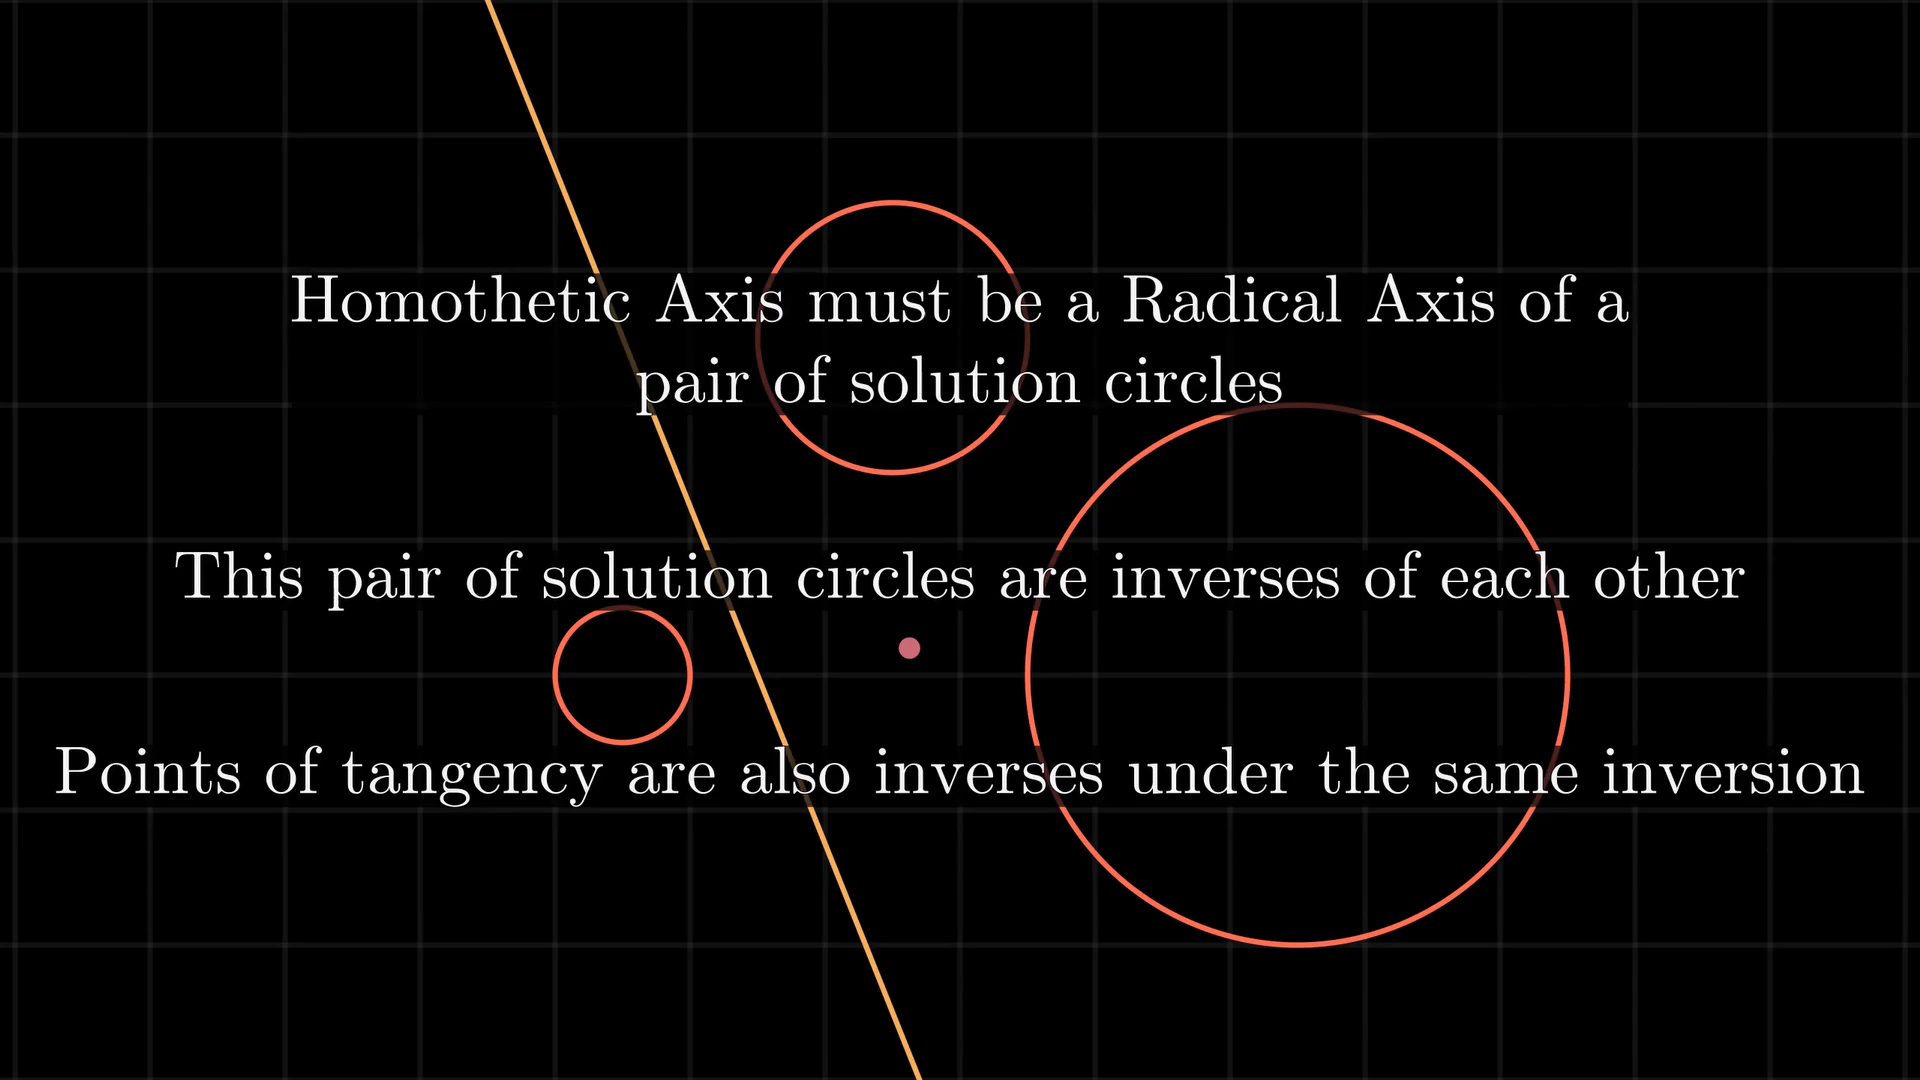 Homothetic Axis must be a Radical Axis of a
pair of solution circles
This pair of solution circles are inverses of each other
Points of tangency are also inverses under the same inversion